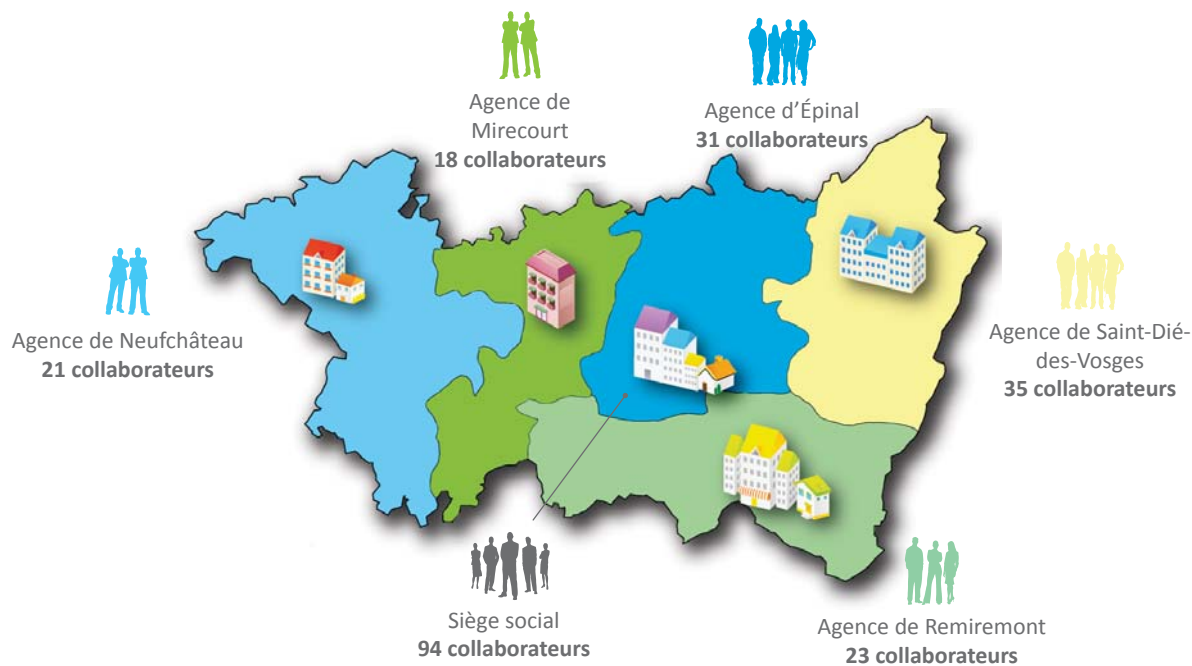 Agence de
Mirecourt
18 collaborateurs
Agence d'Épinal
31 collaborateurs
Agence de Neufchâteau
21 collaborateurs
Agence de Saint-Dié-
des-Vosges
35 collaborateurs
Siège social
94 collaborateurs
Agence de Remiremont
23 collaborateurs